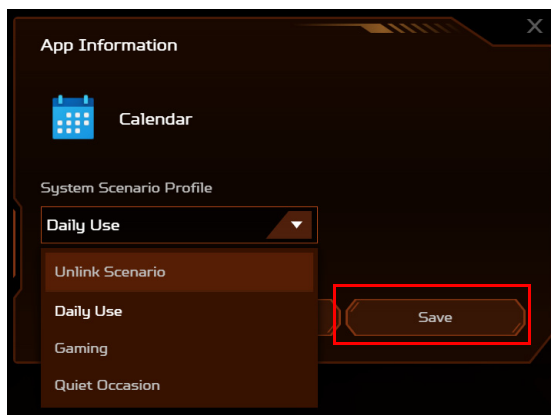 App Information
X
Calendar
System Scenario Profile
Daily Use
Unlink Scenario
Daily Use
Gaming
Quiet Occasion
Save